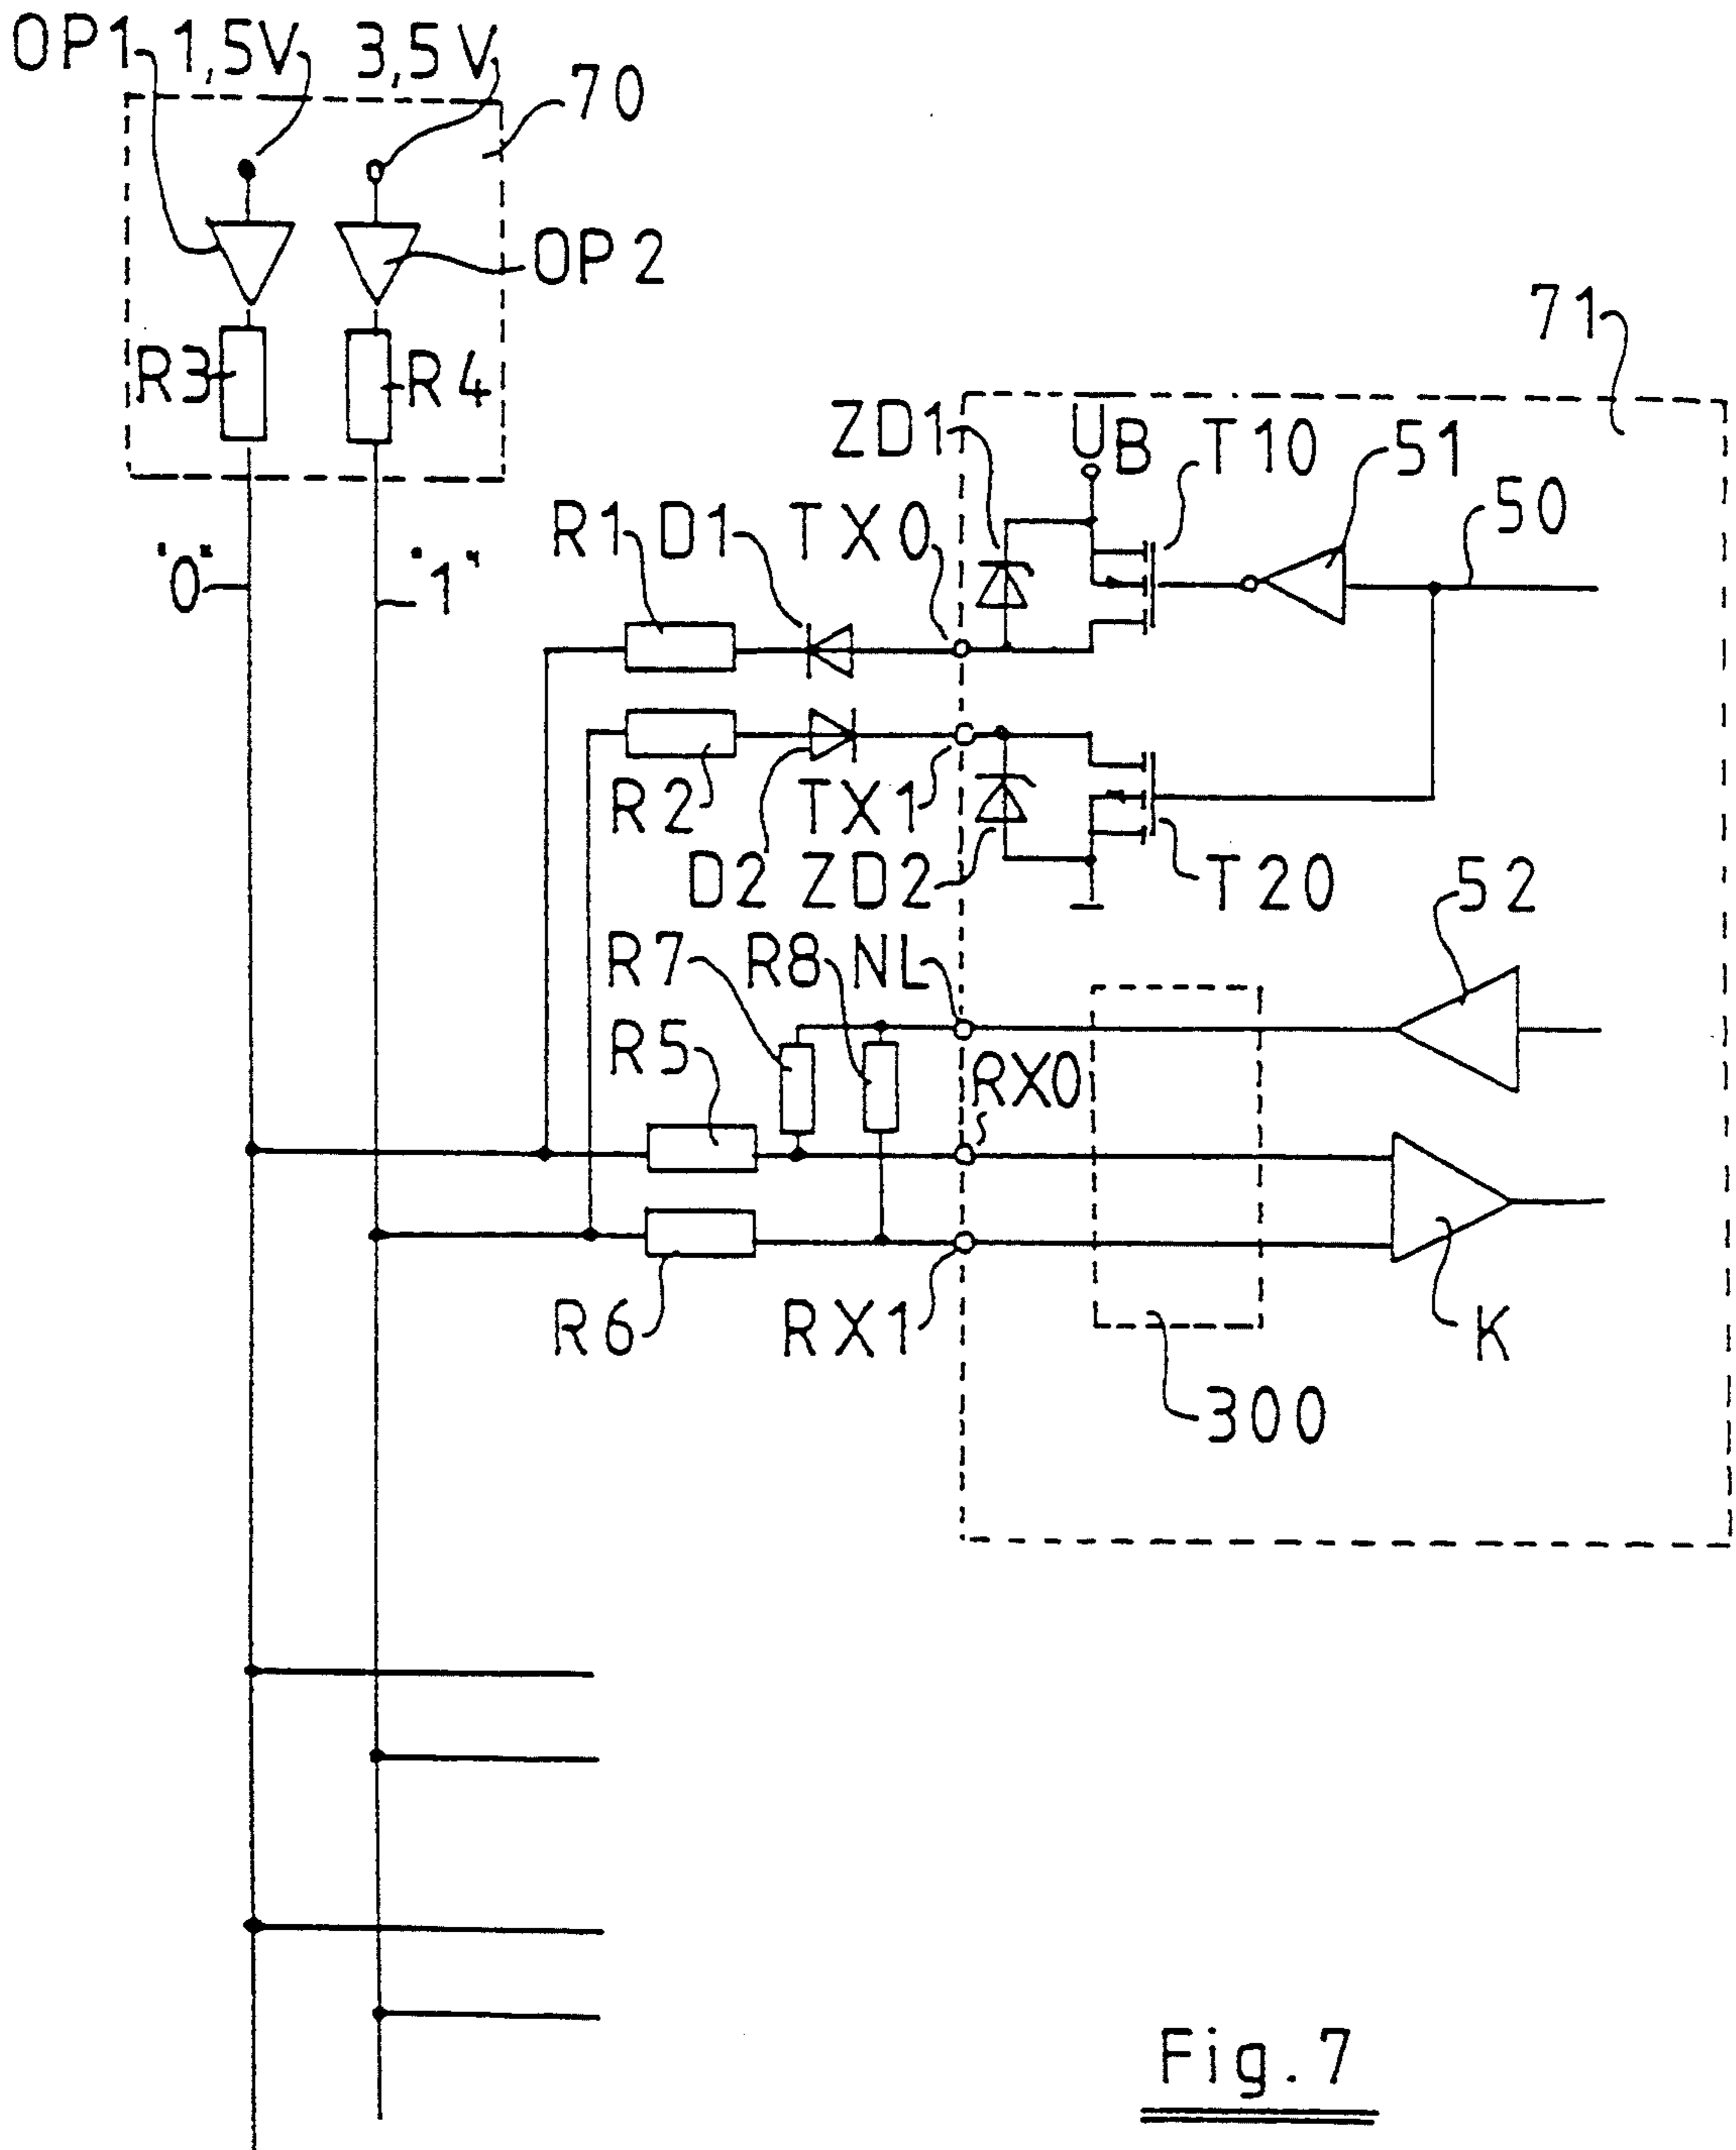 OP1 1,5V 3,5V
70
OP2
R3 R4
71
ZD1 UB T10 51
R1 D1 TX0 50
"0" "1"
R2 TX1
D2 ZD2 T20 52
R7 R8 NL
R5 RX0
R6 RX1 K
300
Fig. 7